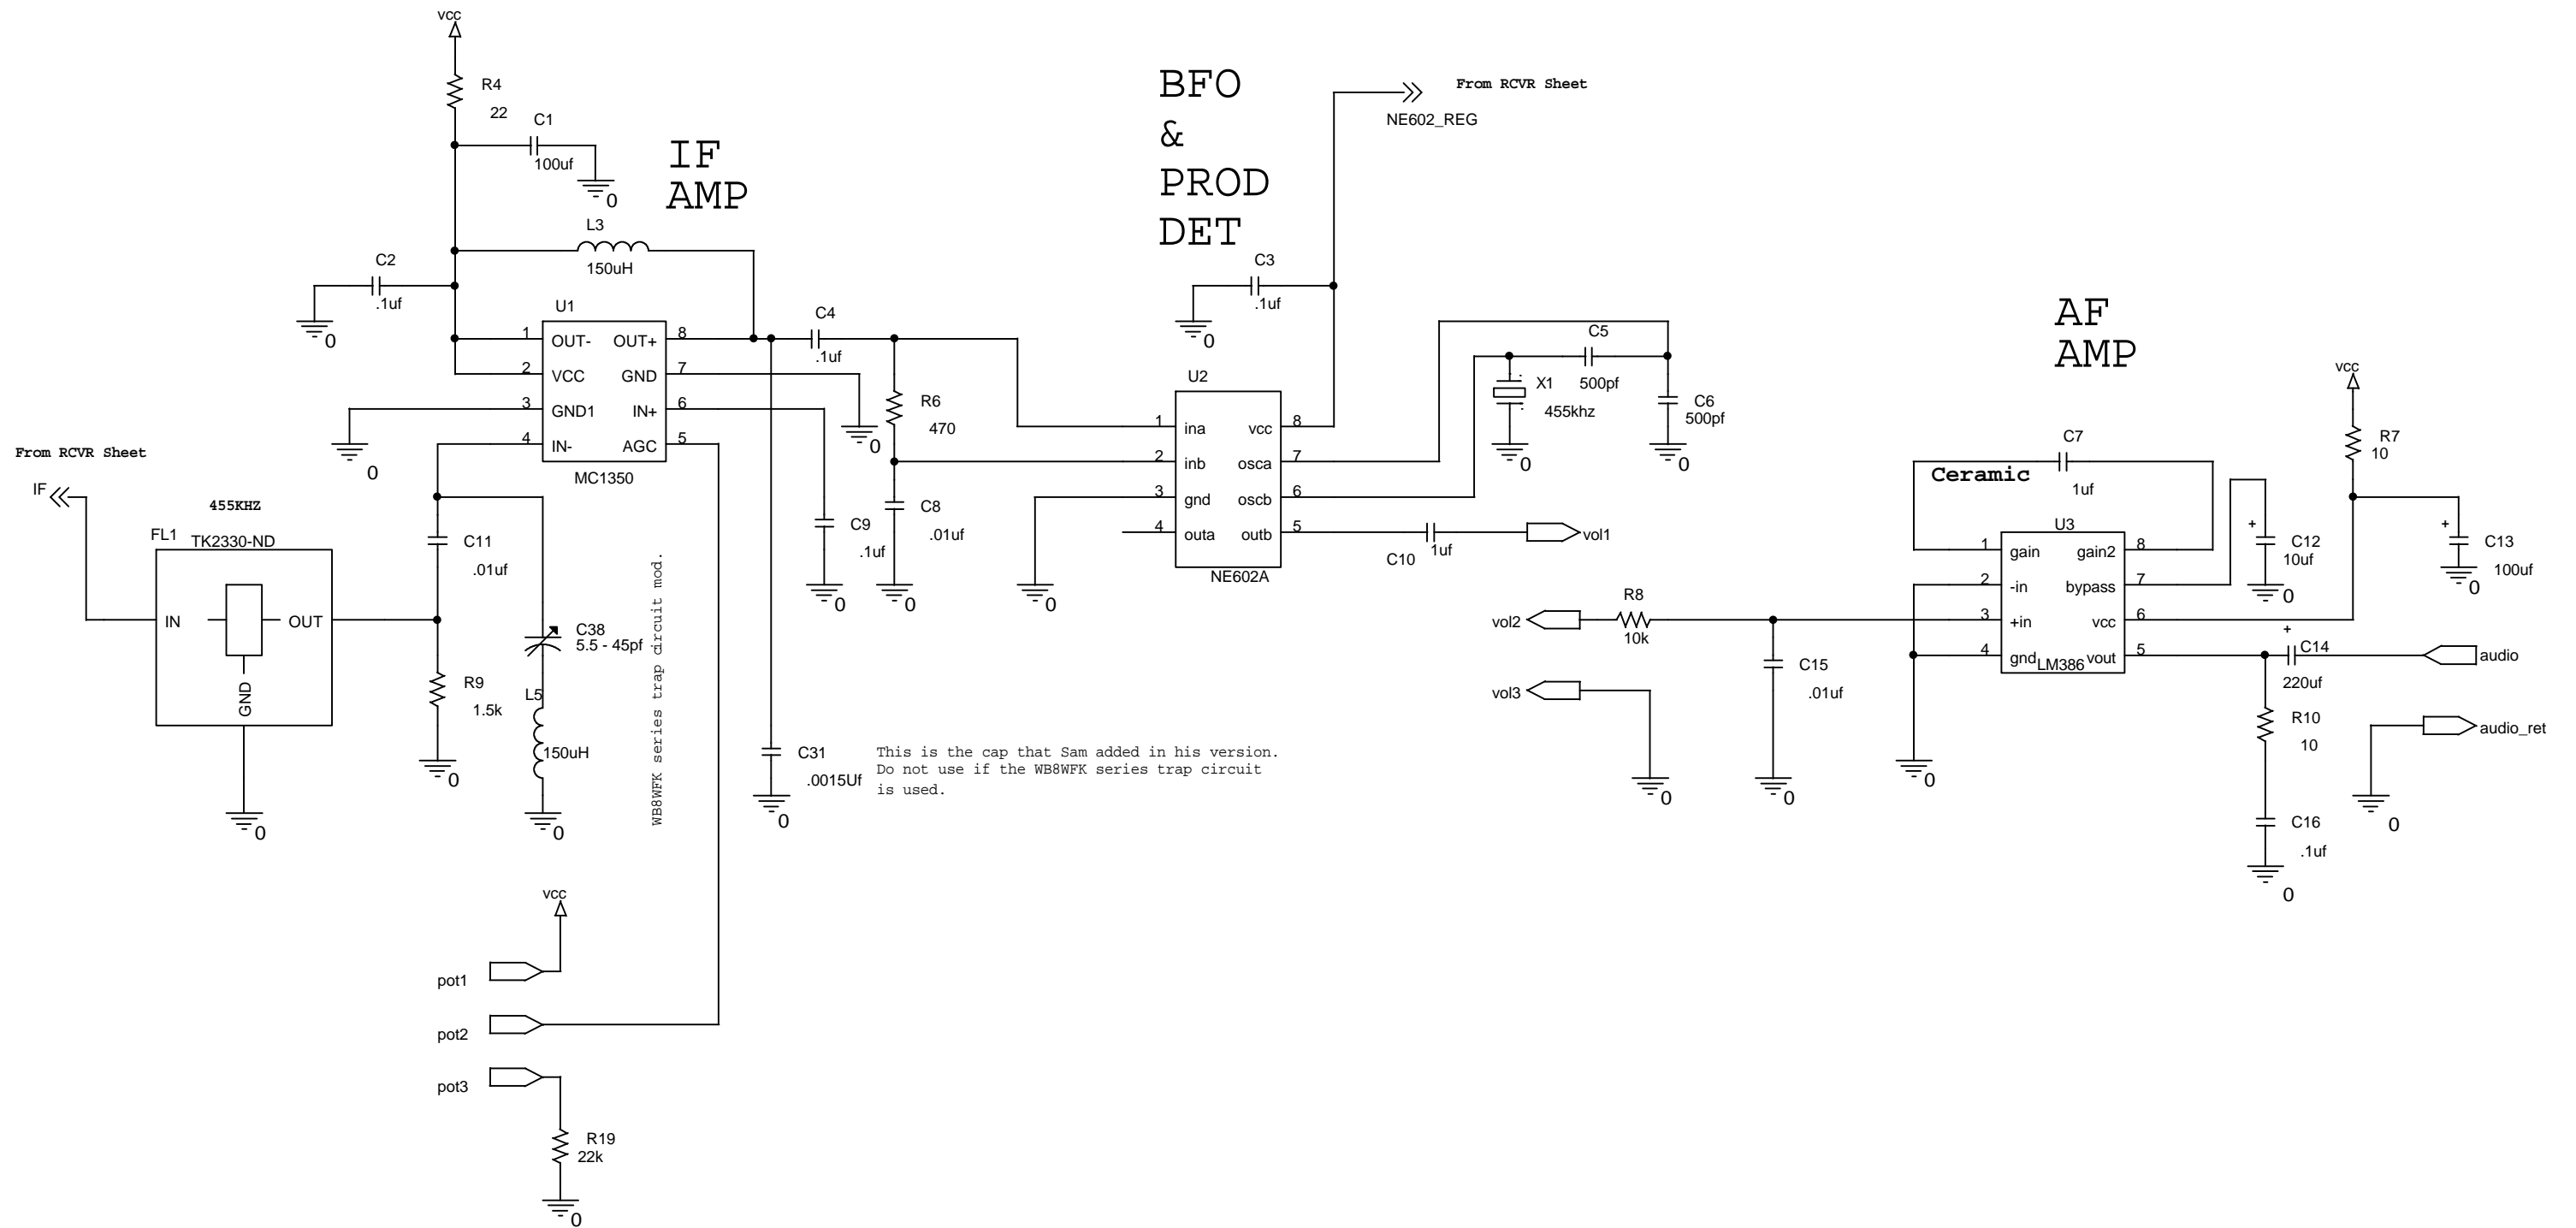 vcc
R4
22
C1
100uf
0
IF
AMP
L3
150uH
C2
.1uf
0
U1
1
OUT-
OUT+
8
2
VCC
GND
7
3
GND1
IN+
6
4
IN-
AGC
5
MC1350
0
0
C4
.1uf
R6
470
C8
.01uf
0
C9
.1uf
0
From RCVR Sheet
IF
455KHZ
FL1
TK2330-ND
IN
OUT
GND
0
C11
.01uf
R9
1.5k
0
C38
5.5 - 45pf
L5
150uH
0
WB8WFK series trap circuit mod.
C31
.0015Uf
0
This is the cap that Sam added in his version.
Do not use if the WB8WFK series trap circuit
is used.
vcc
pot1
pot2
pot3
R19
22k
0
BFO
&
PROD
DET
From RCVR Sheet
NE602_REG
C3
.1uf
0
U2
1
ina
vcc
8
2
inb
osca
7
3
gnd
oscb
6
4
outa
outb
5
NE602A
0
C5
500pf
X1
455khz
0
C6
500pf
0
C10
1uf
vol1
vol2
R8
10k
vol3
0
C15
.01uf
0
AF
AMP
vcc
R7
10
C7
1uf
Ceramic
U3
1
gain
gain2
8
2
-in
bypass
7
3
+in
vcc
6
4
gnd
LM386
vout
5
0
+
C12
10uf
0
+
C13
100uf
0
+
C14
220uf
audio
R10
10
audio_ret
0
C16
.1uf
0